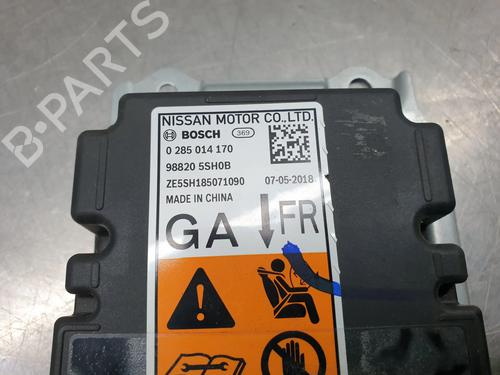 NISSAN MOTOR CO.,LTD.
BOSCH 369
0 285 014 170
98820 5SH0B
ZE5SH185071090 07-05-2018
MADE IN CHINA
GA FR
B-PARTS